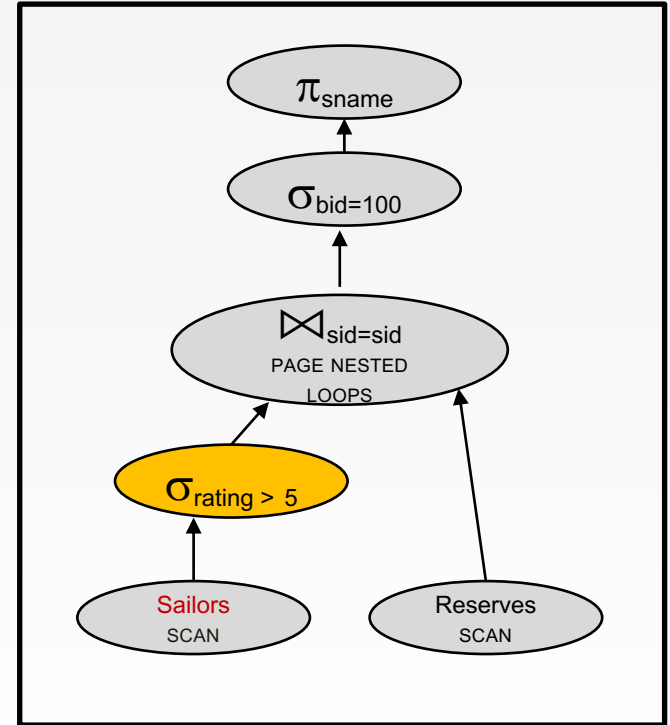 πsname
σbid=100
⨝sid=sid
PAGE NESTED
LOOPS
σrating > 5
Sailors
SCAN
Reserves
SCAN